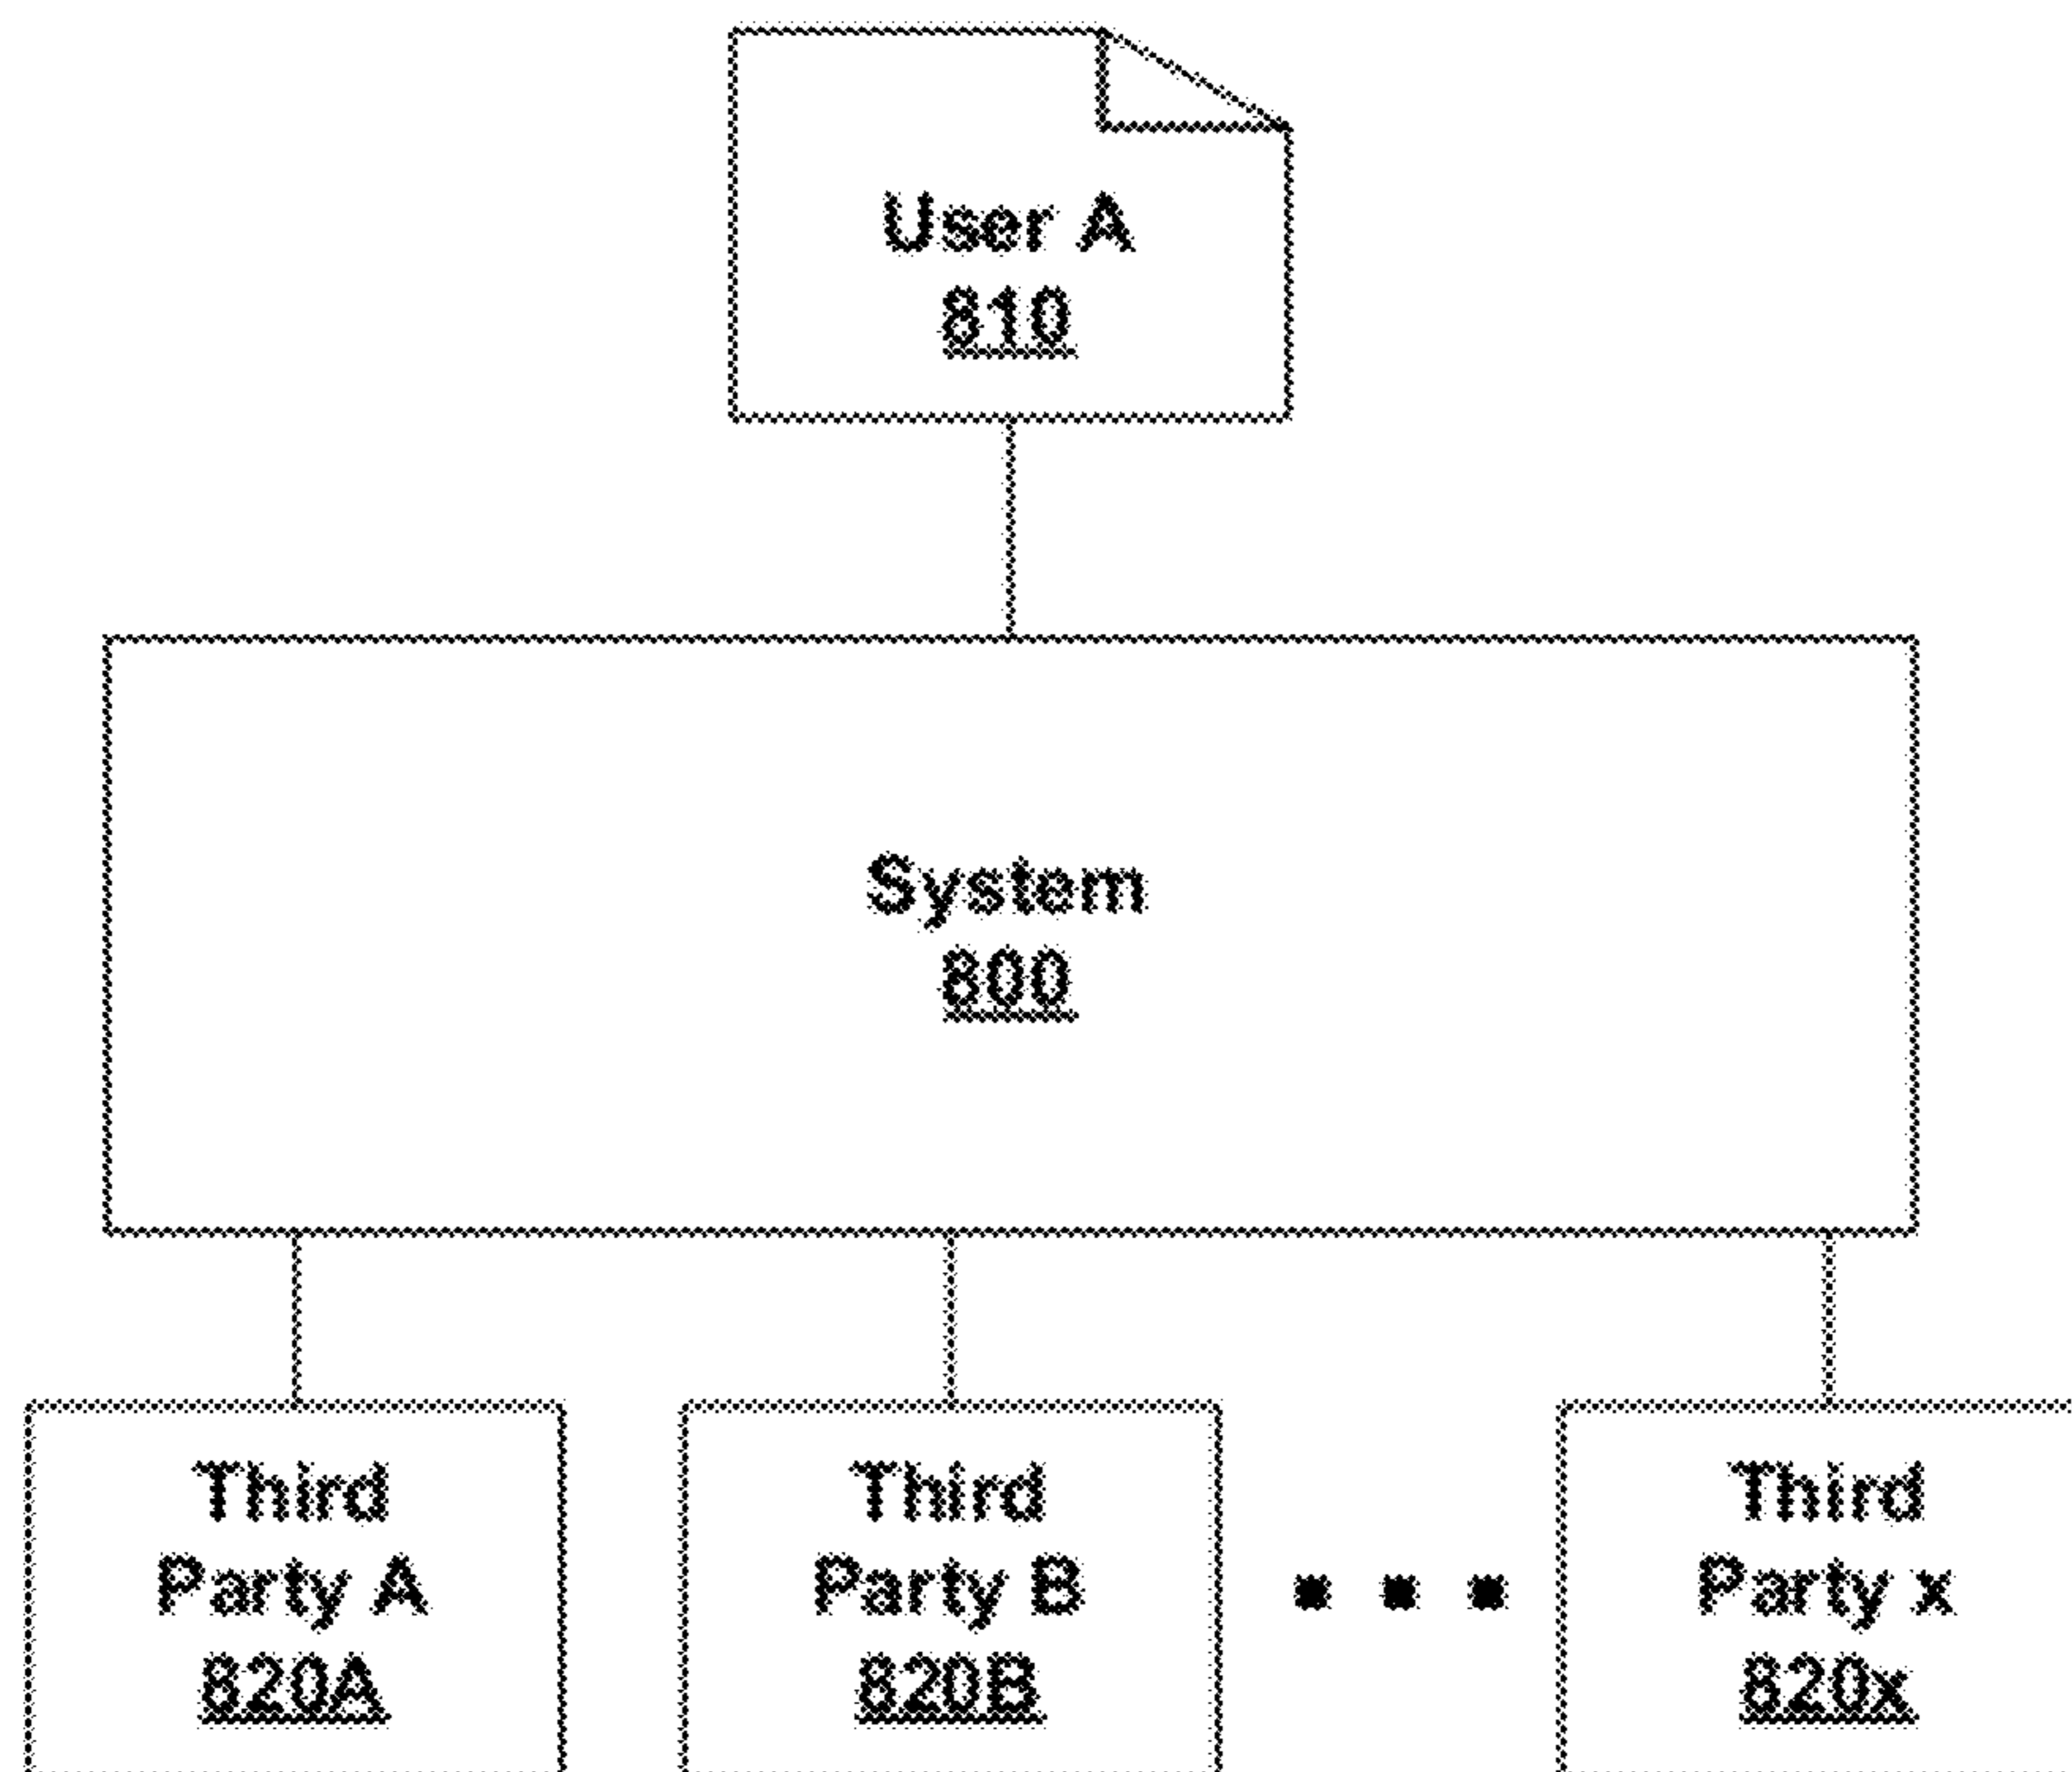 User A
810
System
800
Third
Party A
820A
Third
Party B
820B
Third
Party x
820x